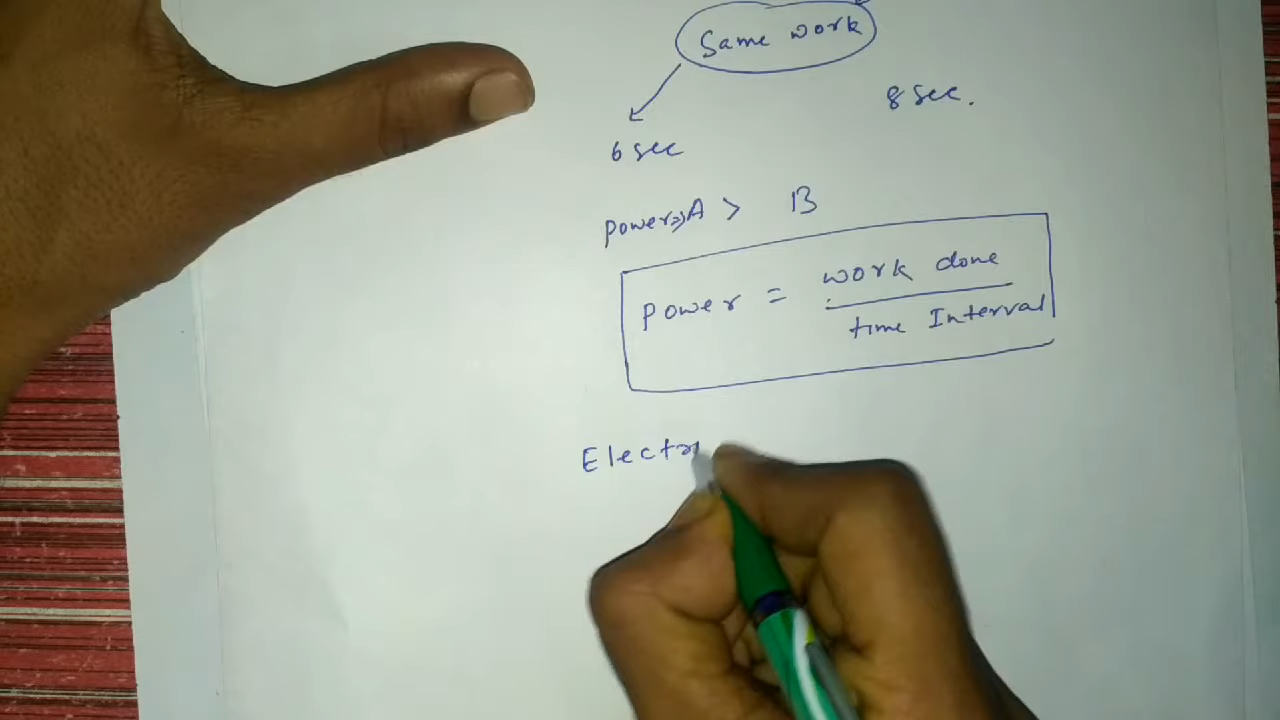 Same work
8 sec.
6 sec
power⇒A > B
power = work done
time Interval
Electr